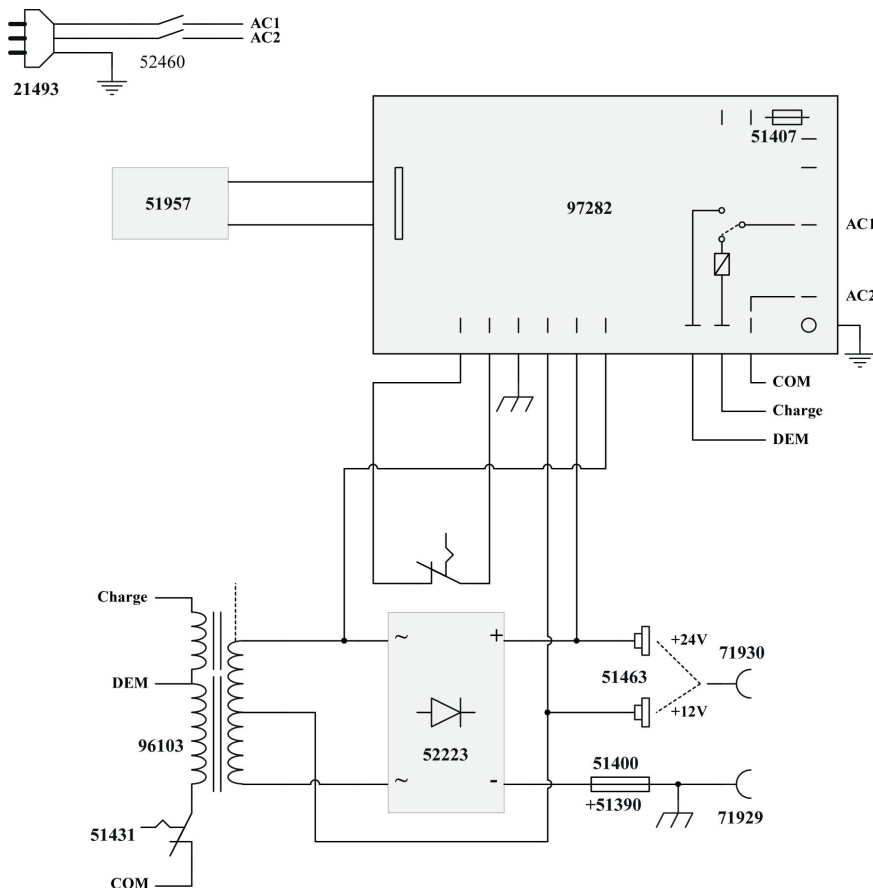 AC1
AC2
21493
52460
51407
51957
97282
AC1
AC2
COM
Charge
DEM
Charge
~
+
+24V
71930
51463
DEM
+12V
96103
52223
51400
~
-
+51390
71929
51431
COM